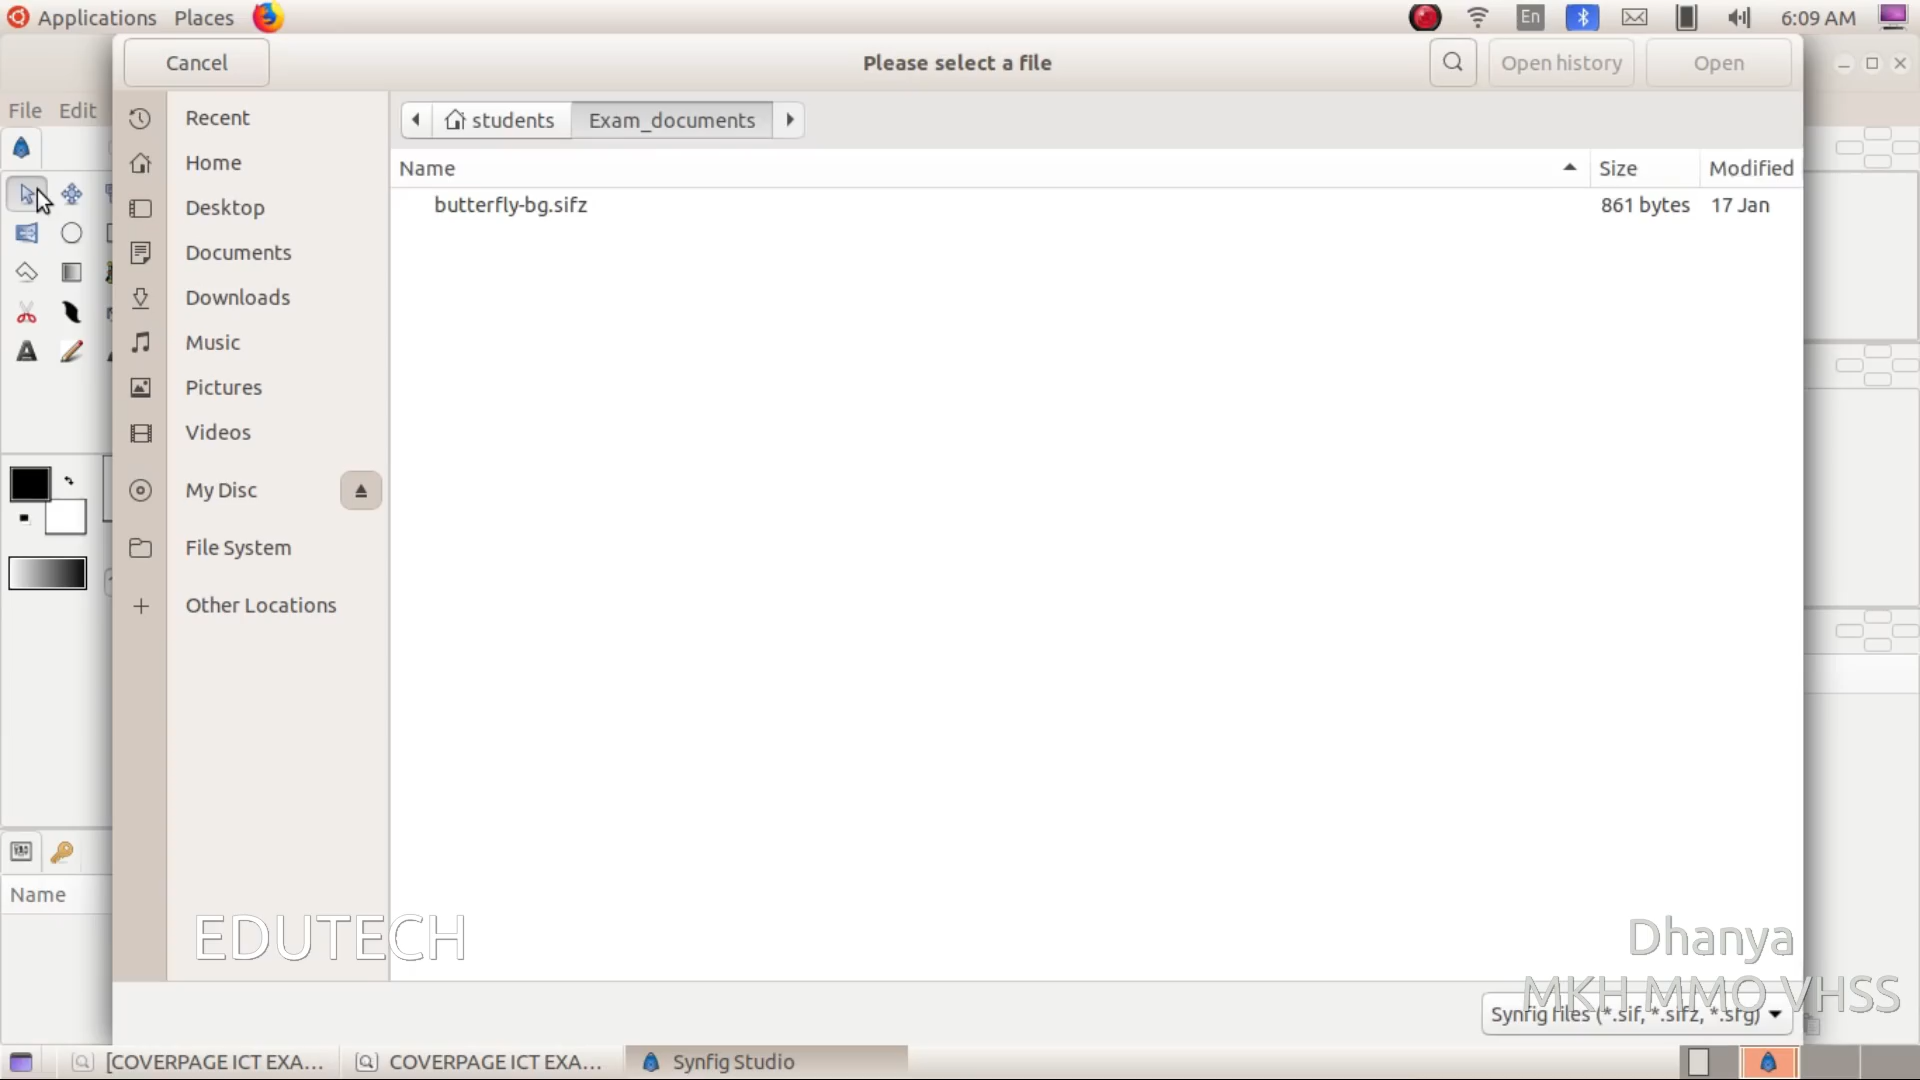 Applications Places En 6:09 AM
Cancel Please select a file Open history Open
File Edit
Recent
Home
Desktop
Documents
Downloads
Music
Pictures
Videos
My Disc
File System
Other Locations
students Exam_documents
Name Size Modified
butterfly-bg.sifz 861 bytes 17 Jan
Name
EDUTECH
Dhanya
MKH MMO VHSS
Synfig files (*.sif, *.sifz, *.sfg)
[COVERPAGE ICT EXA... COVERPAGE ICT EXA... Synfig Studio